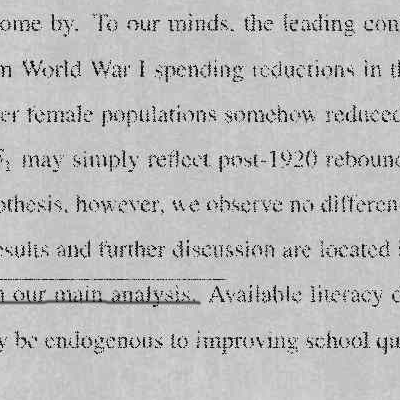 ome by. To our minds, the leading con
m World War I spending reductions in t
er female populations somehow reduced
may simply reflect post-1920 rebound
othesis, however, we observe no differen
esults and further discussion are located
n our main analysis. Available literacy
y be endogenous to improving school qu